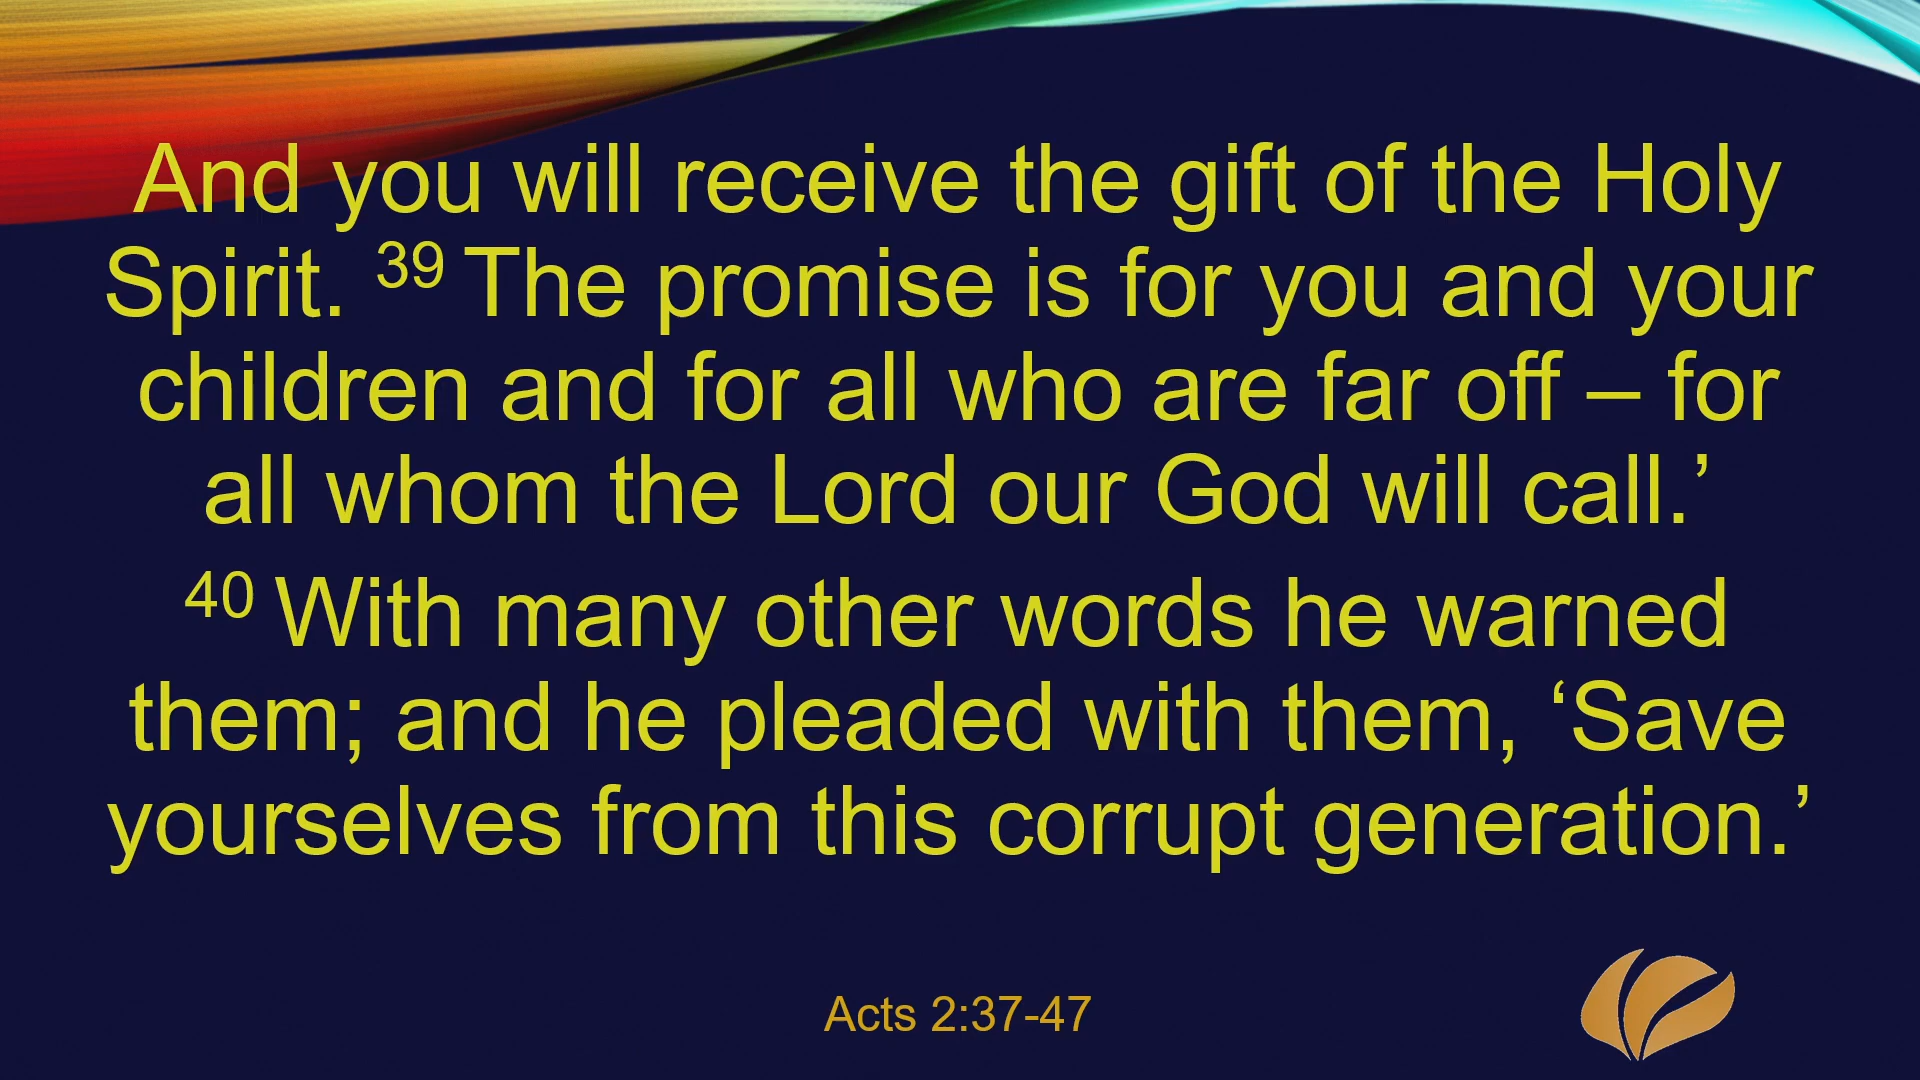 And you will receive the gift of the Holy
Spirit. 39 The promise is for you and your
children and for all who are far off – for
all whom the Lord our God will call.’
40 With many other words he warned
them; and he pleaded with them, ‘Save
yourselves from this corrupt generation.’
Acts 2:37-47